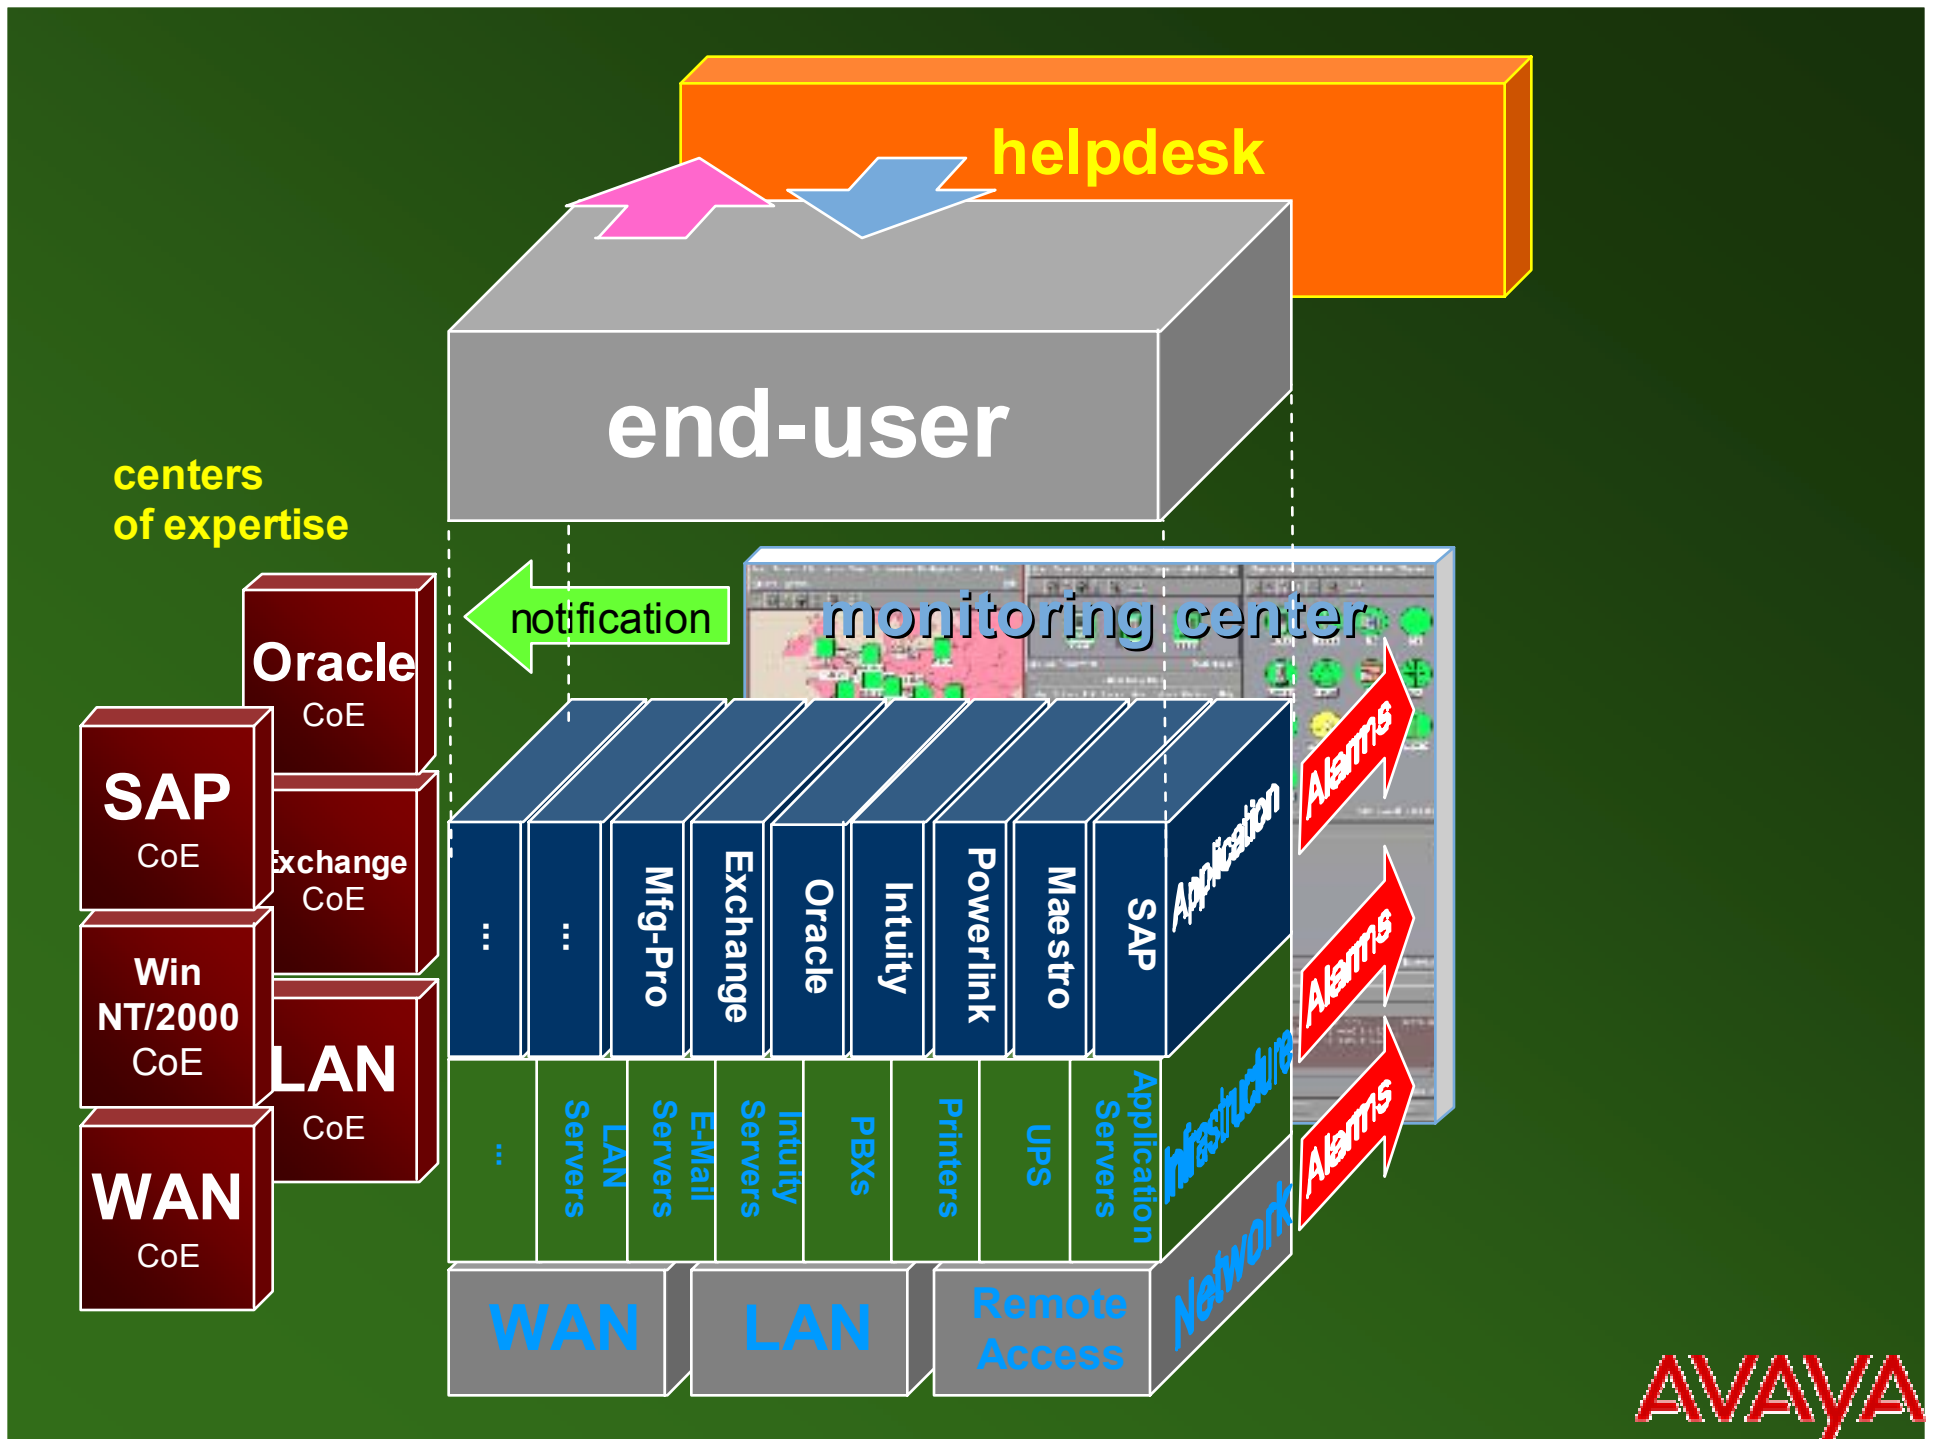 helpdesk
end-user
centers
of expertise
notification
monitoring center
Oracle
CoE
SAP
CoE
Exchange
CoE
Win
NT/2000
CoE
LAN
CoE
WAN
CoE
...
...
Mfg-Pro
Exchange
Oracle
Intuity
Powerlink
Maestro
SAP
Application
Alarms
Alarms
Alarms
...
LAN
Servers
E-Mail
Servers
Intuity
Servers
PBXs
Printers
UPS
Application
Servers
Infrastructure
WAN
LAN
Remote
Access
Network
AVAYA